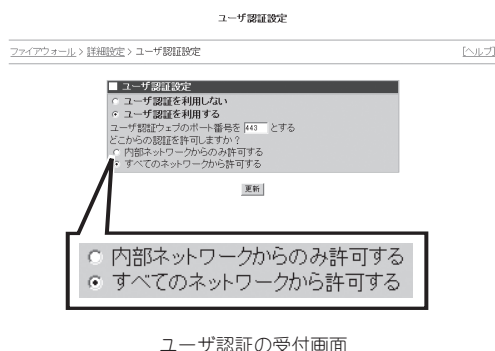 ユーザ認証設定
ファイアウォール > 詳細設定 > ユーザ認証設定
[ヘルプ]
ユーザ認証設定
ユーザ認証を利用しない
ユーザ認証を利用する
ユーザ認証ウェブのポート番号を 443 とする
どこからの認証を許可しますか？
内部ネットワークからのみ許可する
すべてのネットワークから許可する
更新
内部ネットワークからのみ許可する
すべてのネットワークから許可する
ユーザ認証の受付画面